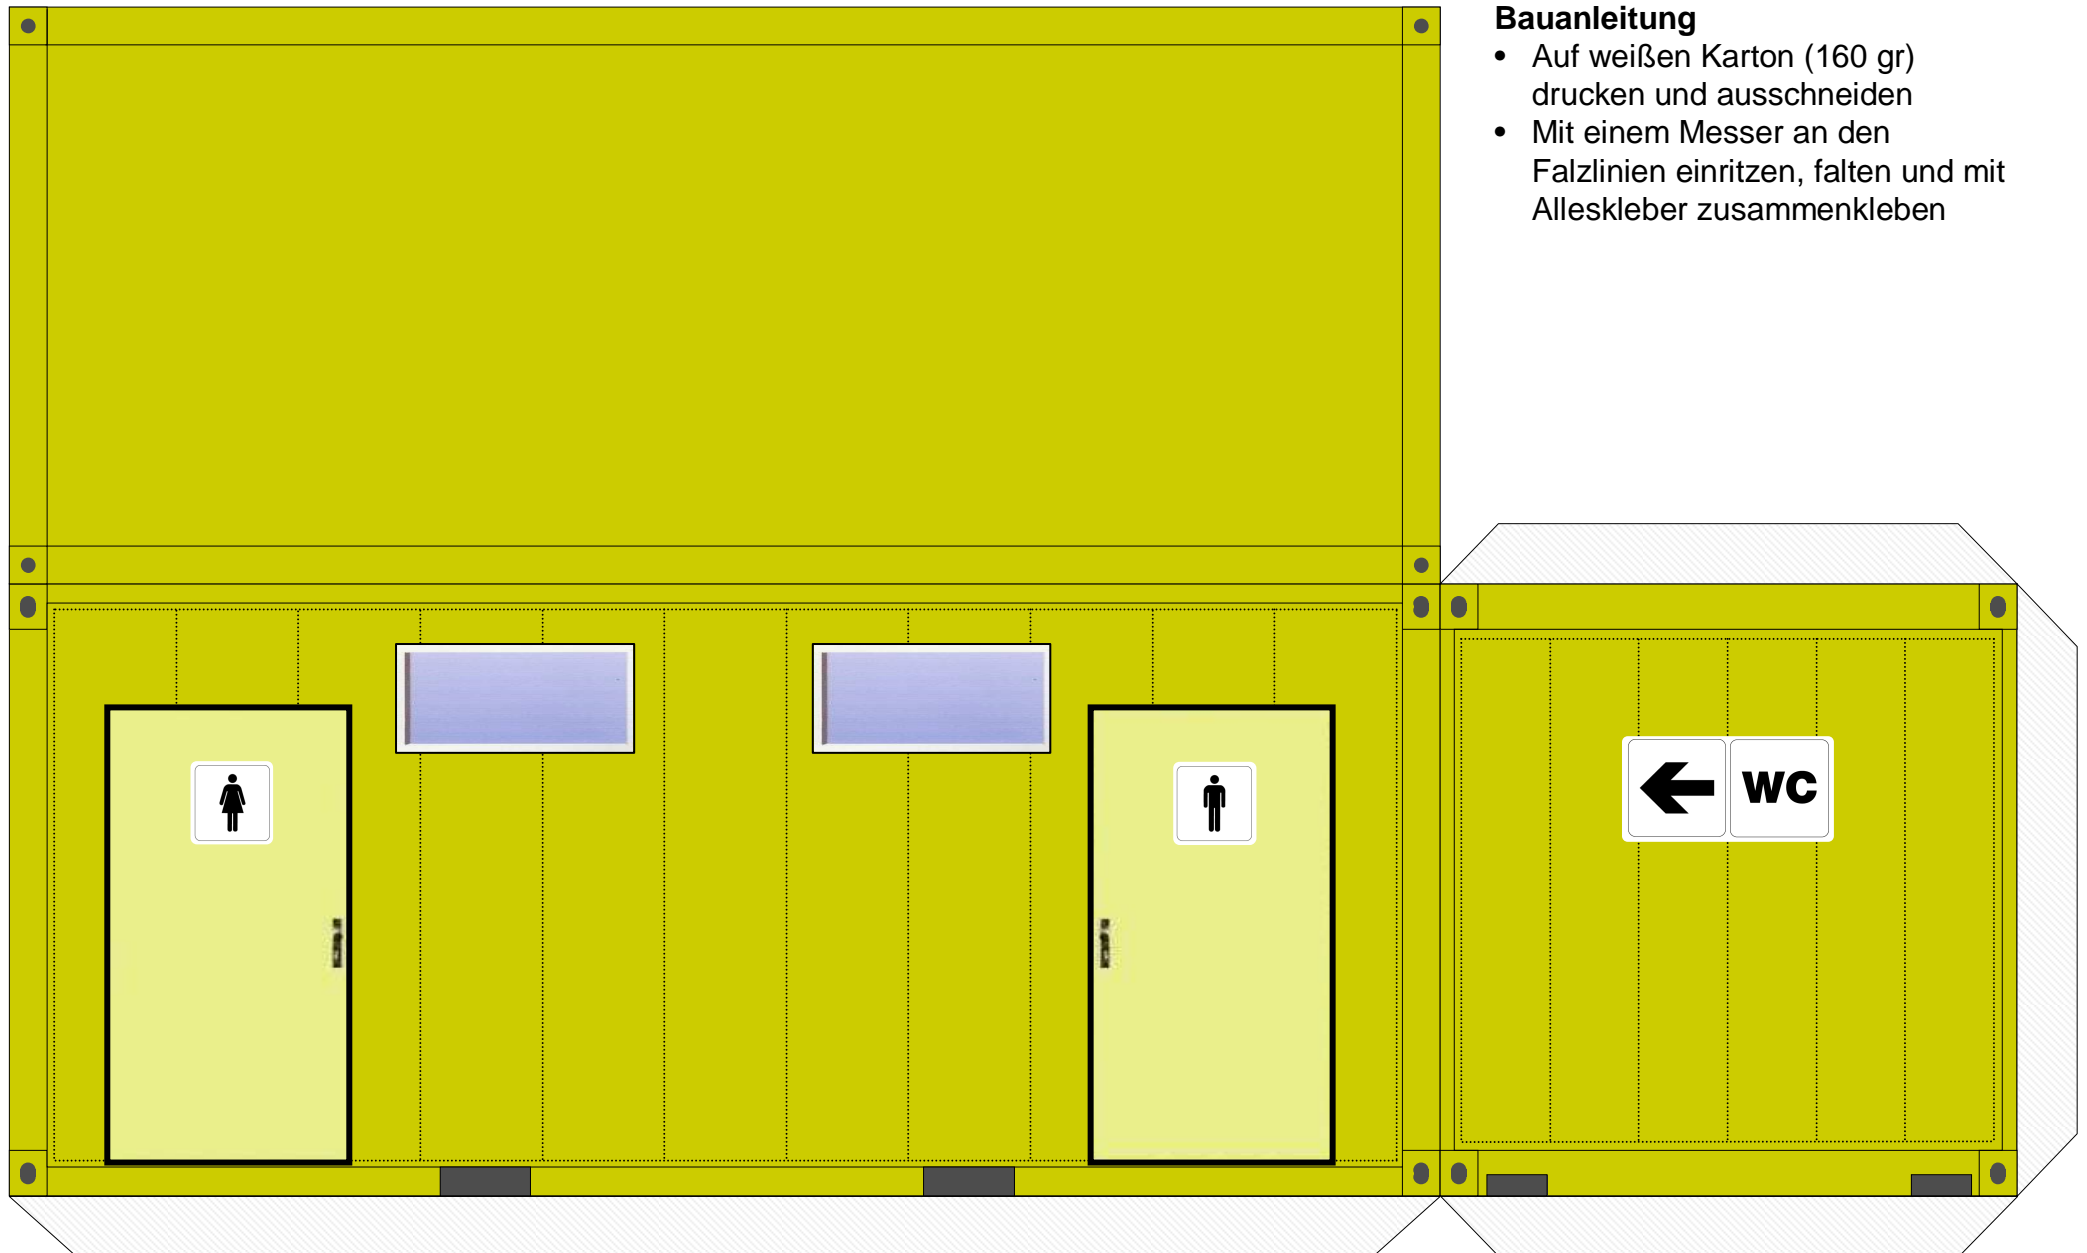 Bauanleitung
• Auf weißen Karton (160 gr)
drucken und ausschneiden
• Mit einem Messer an den
Falzlinien einritzen, falten und mit
Alleskleber zusammenkleben
WC